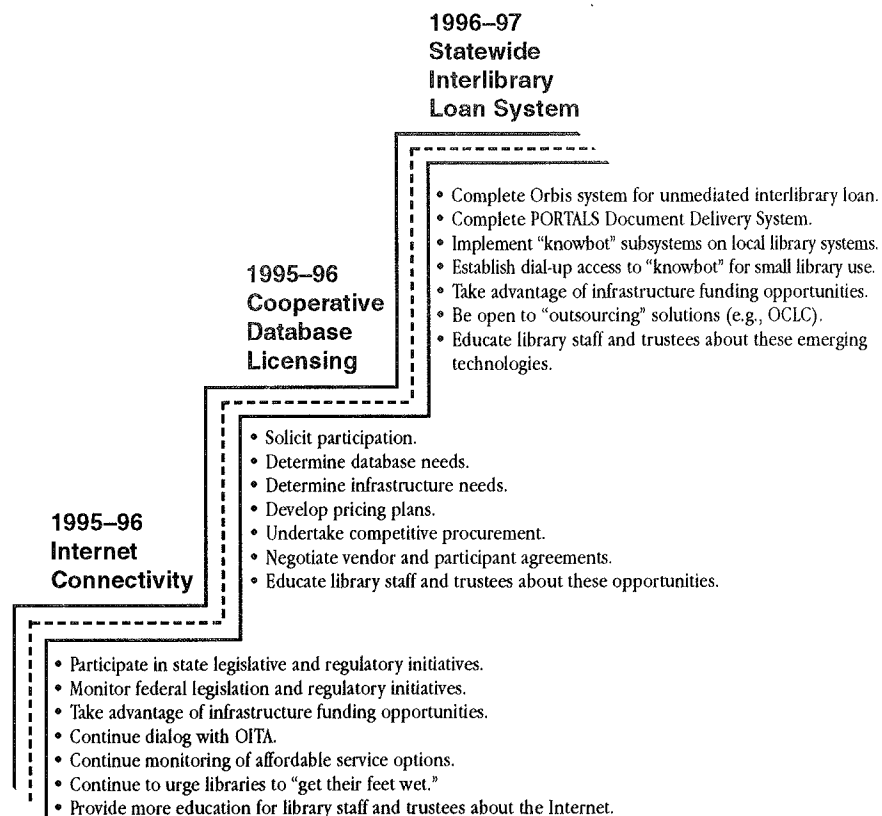 1996–97
Statewide
Interlibrary
Loan System
• Complete Orbis system for unmediated interlibrary loan.
• Complete PORTALS Document Delivery System.
• Implement “knowbot” subsystems on local library systems.
• Establish dial-up access to “knowbot” for small library use.
• Take advantage of infrastructure funding opportunities.
• Be open to “outsourcing” solutions (e.g., OCLC).
• Educate library staff and trustees about these emerging
technologies.
1995–96
Cooperative
Database
Licensing
• Solicit participation.
• Determine database needs.
• Determine infrastructure needs.
• Develop pricing plans.
• Undertake competitive procurement.
• Negotiate vendor and participant agreements.
• Educate library staff and trustees about these opportunities.
1995–96
Internet
Connectivity
• Participate in state legislative and regulatory initiatives.
• Monitor federal legislation and regulatory initiatives.
• Take advantage of infrastructure funding opportunities.
• Continue dialog with OITA.
• Continue monitoring of affordable service options.
• Continue to urge libraries to “get their feet wet.”
• Provide more education for library staff and trustees about the Internet.